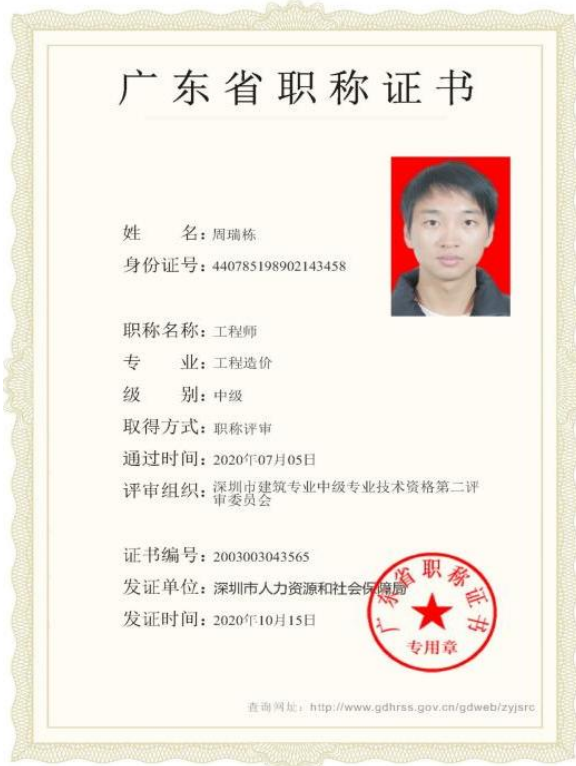 广东省职称证书
姓 名：周瑞栋
身份证号：440785198902143458
职称名称：工程师
专 业：工程造价
级 别：中级
取得方式：职称评审
通过时间：2020年07月05日
评审组织：深圳市建筑专业中级专业技术资格第二评
审委员会
证书编号：2003003043565
发证单位：深圳市人力资源和社会保障局
发证时间：2020年10月15日
广东省职称证书
专用章
查询网址：http://www.gdhrss.gov.cn/gdweb/zyjsrc